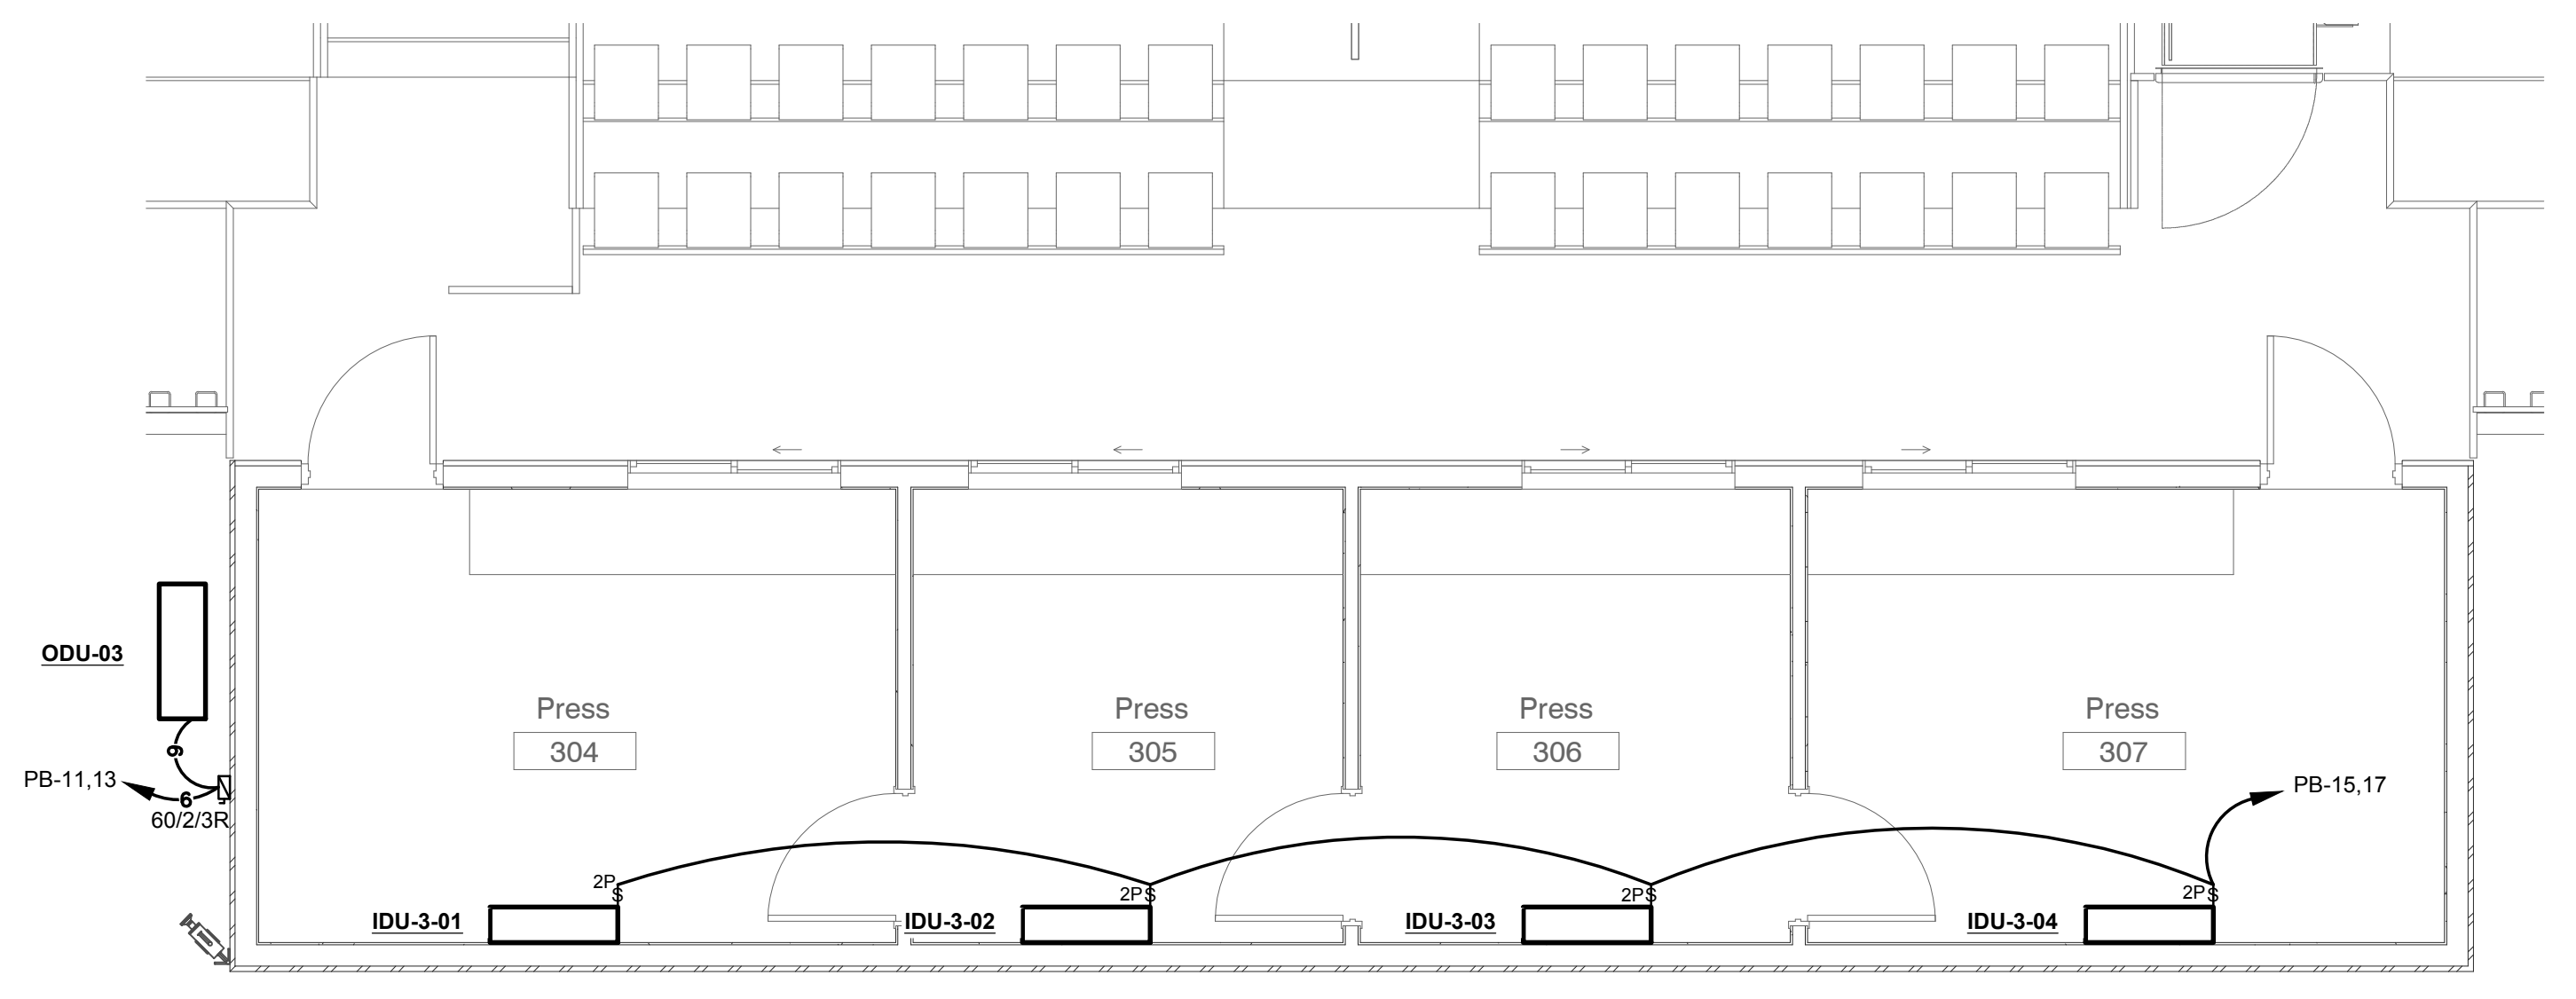 ODU-03
9
PB-11,13
6
60/2/3R
Press
304
Press
305
Press
306
Press
307
PB-15,17
2P
S
2P
S
2P
S
2P
S
IDU-3-01
IDU-3-02
IDU-3-03
IDU-3-04